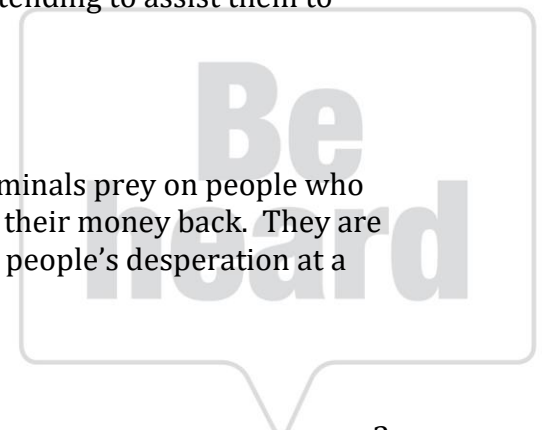 tending to assist them to
Be
heard
minals prey on people who
their money back. They are
people's desperation at a